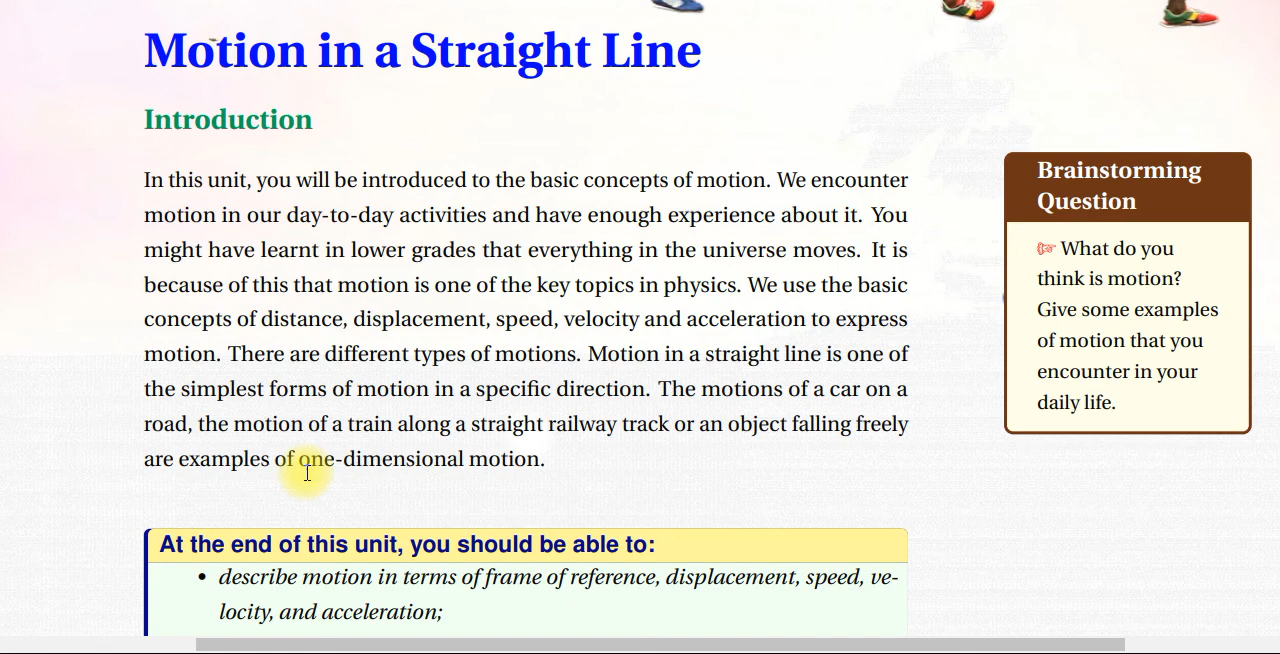 Motion in a Straight Line
Introduction
In this unit, you will be introduced to the basic concepts of motion. We encounter
motion in our day-to-day activities and have enough experience about it. You
might have learnt in lower grades that everything in the universe moves. It is
because of this that motion is one of the key topics in physics. We use the basic
concepts of distance, displacement, speed, velocity and acceleration to express
motion. There are different types of motions. Motion in a straight line is one of
the simplest forms of motion in a specific direction. The motions of a car on a
road, the motion of a train along a straight railway track or an object falling freely
are examples of one-dimensional motion.
Brainstorming
Question
☞ What do you
think is motion?
Give some examples
of motion that you
encounter in your
daily life.
At the end of this unit, you should be able to:
• describe motion in terms of frame of reference, displacement, speed, ve-
locity, and acceleration;